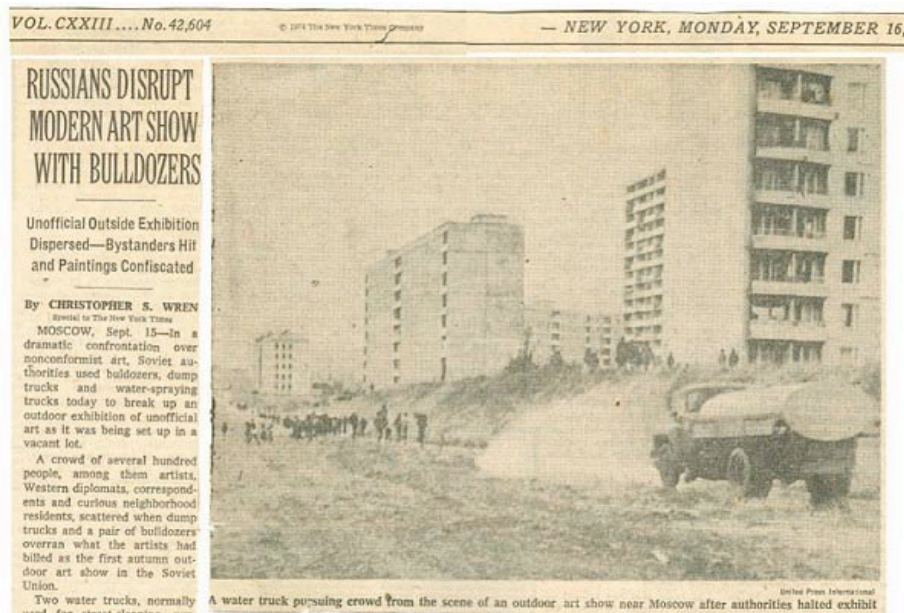 VOL. CXXIII .... No. 42,604
© 1974 The New York Times Company
— NEW YORK, MONDAY, SEPTEMBER 16,
RUSSIANS DISRUPT
MODERN ART SHOW
WITH BULLDOZERS
Unofficial Outside Exhibition
Dispersed—Bystanders Hit
and Paintings Confiscated
By CHRISTOPHER S. WREN
Special to The New York Times
MOSCOW, Sept. 15—In a
dramatic confrontation over
nonconformist art, Soviet au-
thorities used buldozers, dump
trucks and water-spraying
trucks today to break up an
outdoor exhibition of unofficial
art as it was being set up in a
vacant lot.
A crowd of several hundred
people, among them artists,
Western diplomats, correspond-
ents and curious neighborhood
residents, scattered when dump
trucks and a pair of bulldozers
overran what the artists had
billed as the first autumn out-
door art show in the Soviet
Union.
Two water trucks, normally
United Press International
A water truck pursuing crowd from the scene of an outdoor art show near Moscow after authorities halted exhibit